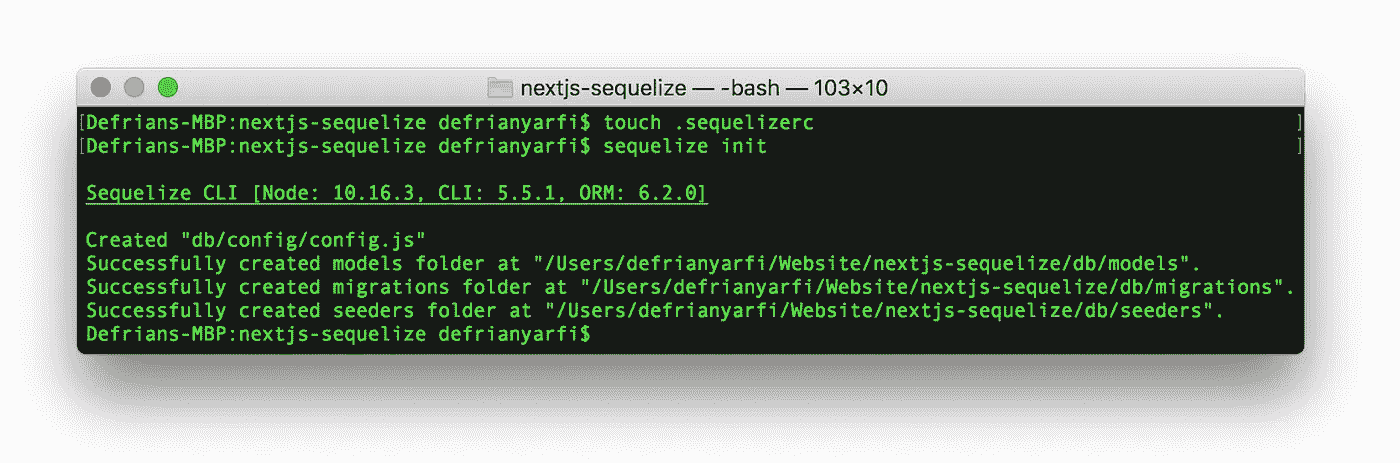 nextjs-sequelize — -bash — 103×10
[Defrians-MBP:nextjs-sequelize defrianyarfi$ touch .sequelizerc ]
[Defrians-MBP:nextjs-sequelize defrianyarfi$ sequelize init ]
Sequelize CLI [Node: 10.16.3, CLI: 5.5.1, ORM: 6.2.0]
Created "db/config/config.js"
Successfully created models folder at "/Users/defrianyarfi/Website/nextjs-sequelize/db/models".
Successfully created migrations folder at "/Users/defrianyarfi/Website/nextjs-sequelize/db/migrations".
Successfully created seeders folder at "/Users/defrianyarfi/Website/nextjs-sequelize/db/seeders".
Defrians-MBP:nextjs-sequelize defrianyarfi$